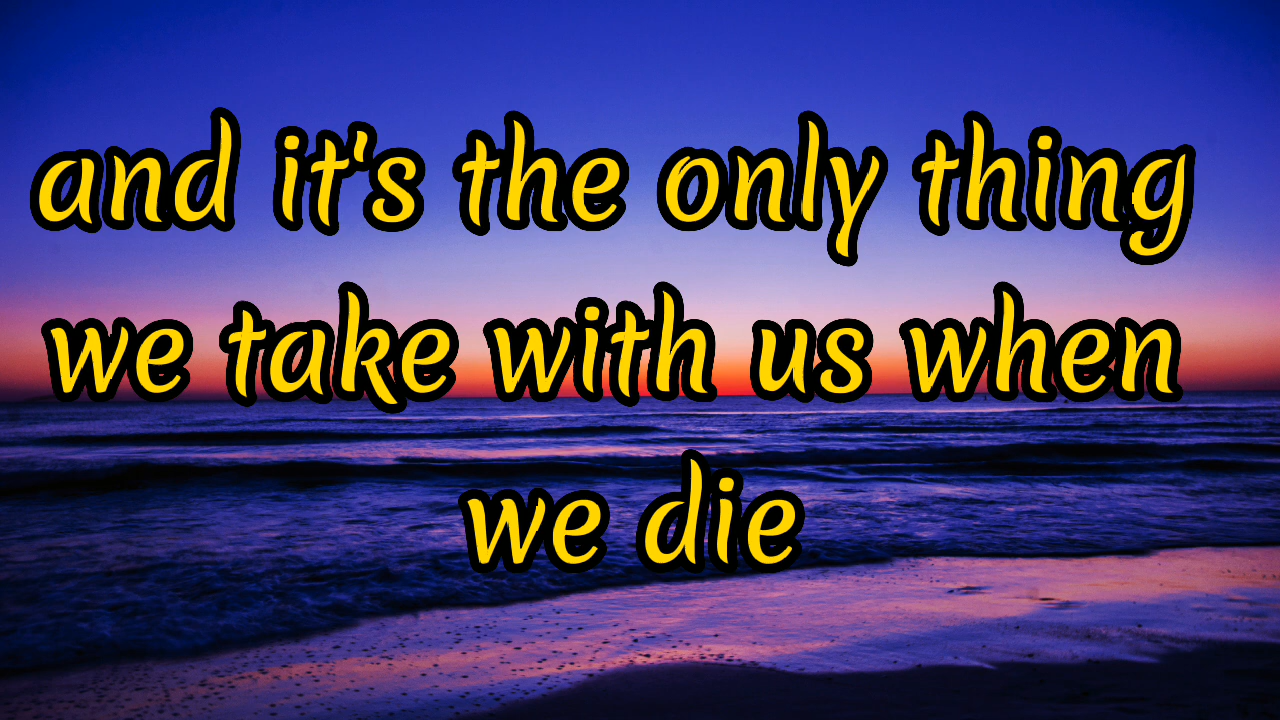 and it's the only thing
we take with us when
we die